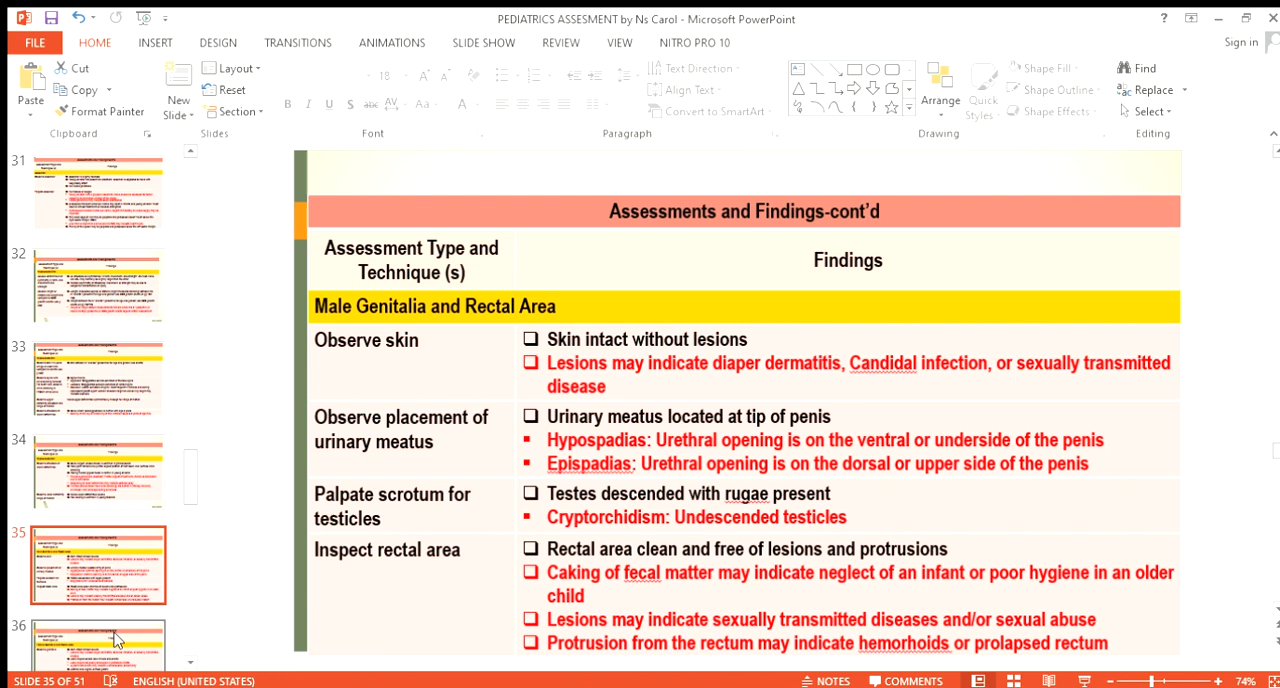 PEDIATRICS ASSESMENT by Ns Carol - Microsoft PowerPoint
FILE HOME INSERT DESIGN TRANSITIONS ANIMATIONS SLIDE SHOW REVIEW VIEW NITRO PRO 10
Sign in
Paste
Cut
Copy
Format Painter
Clipboard
New
Slide
Layout
Reset
Section
Slides
18
B I U S abc AV Aa A
Font
Text Direction
Align Text
Convert to SmartArt
Paragraph
Arrange
Quick
Styles
Shape Fill
Shape Outline
Shape Effects
Drawing
Find
Replace
Select
Editing
31
32
33
34
35
36
Assessments and Findings-cont’d
Assessment Type and
Technique (s)
Findings
Male Genitalia and Rectal Area
Observe skin
Skin intact without lesions
Lesions may indicate diaper dermatitis, Candidal infection, or sexually transmitted
disease
Observe placement of
urinary meatus
Urinary meatus located at tip of penis
Hypospadias: Urethral opening is on the ventral or underside of the penis
Epispadias: Urethral opening is on the dorsal or upper side of the penis
Palpate scrotum for
testicles
Testes descended with rugae present
Cryptorchidism: Undescended testicles
Inspect rectal area
Rectal area clean and free of lesions and protrusions
Caking of fecal matter may indicate neglect of an infant or poor hygiene in an older
child
Lesions may indicate sexually transmitted diseases and/or sexual abuse
Protrusion from the rectum may indicate hemorhoids or prolapsed rectum
SLIDE 35 OF 51 ENGLISH (UNITED STATES) NOTES COMMENTS 74%